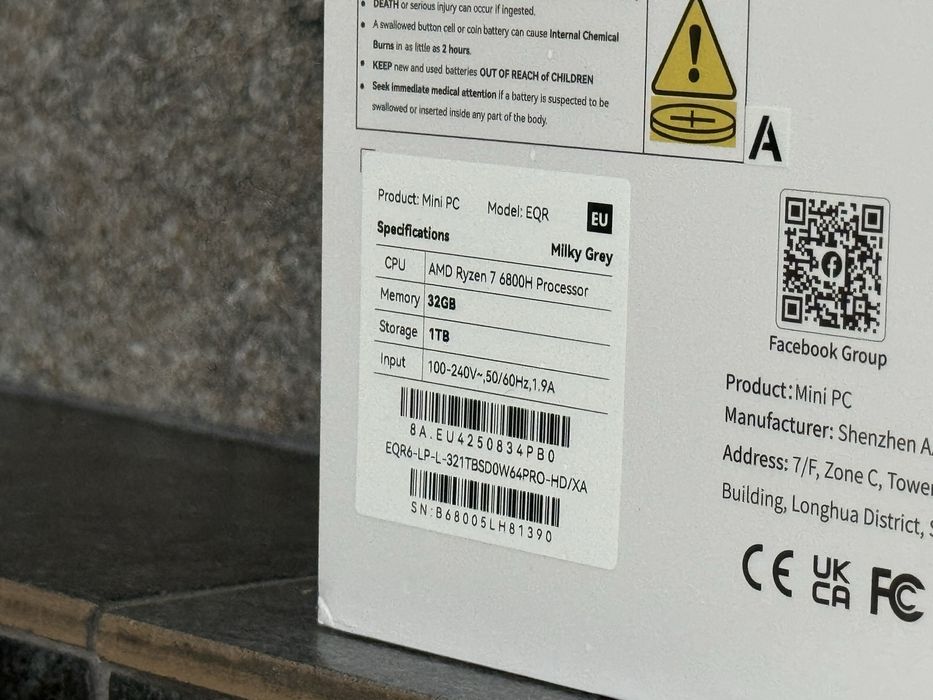 DEATH or serious injury can occur if ingested.
A swallowed button cell or coin battery can cause Internal Chemical
Burns in as little as 2 hours.
KEEP new and used batteries OUT OF REACH of CHILDREN
Seek immediate medical attention if a battery is suspected to be
swallowed or inserted inside any part of the body.
A
Product: Mini PC Model: EQR EU
Specifications Milky Grey
CPU AMD Ryzen 7 6800H Processor
Memory 32GB
Storage 1TB
Input 100-240V~,50/60Hz,1.9A
8A.EU4250834PB0
EQR6-LP-L-321TBSD0W64PRO-HD/XA
SN:B68005LH81390
Facebook Group
Product: Mini PC
Manufacturer: Shenzhen
Address: 7/F, Zone C, Tower
Building, Longhua District,
CE UK CA FC